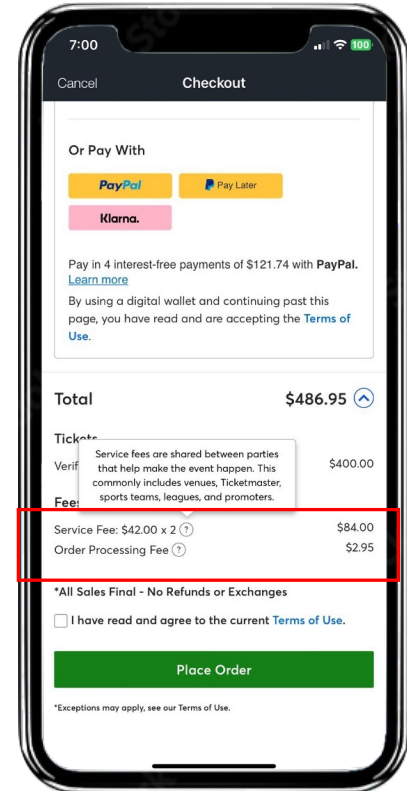 7:00
100
Cancel Checkout
Or Pay With
PayPal Pay Later
Klarna.
Pay in 4 interest-free payments of $121.74 with PayPal.
Learn more
By using a digital wallet and continuing past this
page, you have read and are accepting the Terms of
Use.
Total $486.95
Tickets
Service fees are shared between parties
that help make the event happen. This
commonly includes venues, Ticketmaster,
sports teams, leagues, and promoters.
$400.00
Fees
Service Fee: $42.00 x 2 ? $84.00
Order Processing Fee ? $2.95
*All Sales Final - No Refunds or Exchanges
I have read and agree to the current Terms of Use.
Place Order
*Exceptions may apply, see our Terms of Use.